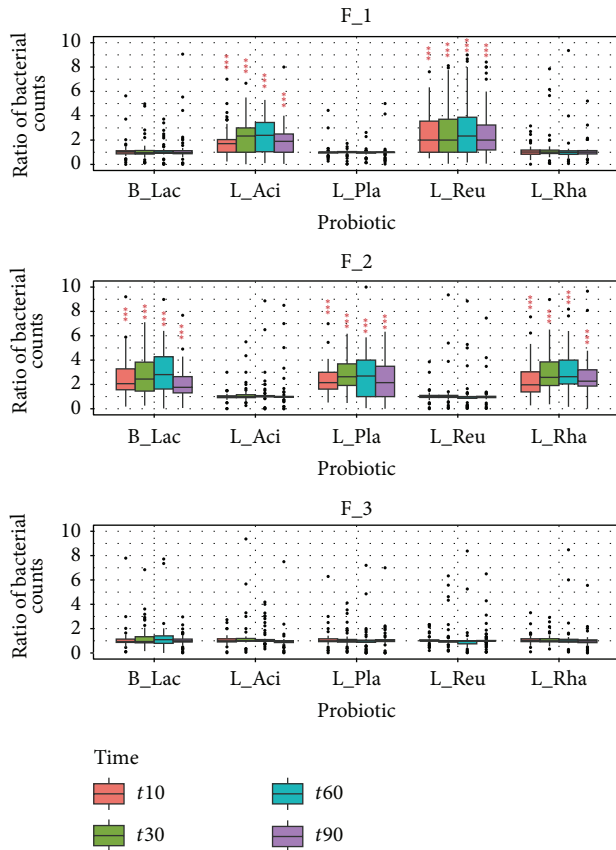 F_1
Ratio of bacterial
counts
10
8
6
4
2
0
*** *** *** *** *** *** *** ***
B_Lac L_Aci L_Pla L_Reu L_Rha
Probiotic
F_2
Ratio of bacterial
counts
10
8
6
4
2
0
*** *** *** *** *** *** *** *** *** *** *** ***
B_Lac L_Aci L_Pla L_Reu L_Rha
Probiotic
F_3
Ratio of bacterial
counts
10
8
6
4
2
0
B_Lac L_Aci L_Pla L_Reu L_Rha
Probiotic
Time
t10 t60
t30 t90